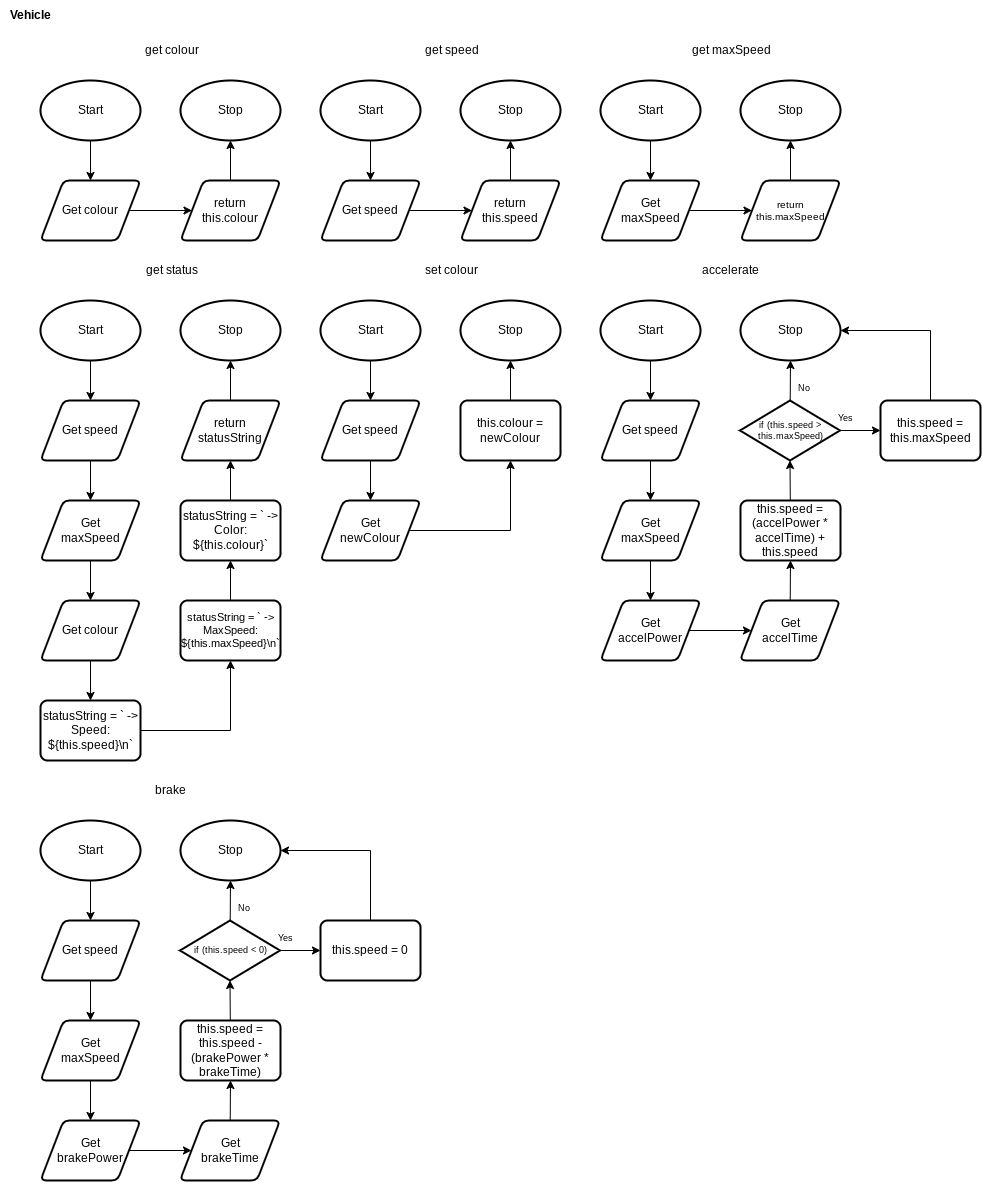 Vehicle
get colour
Start
Stop
Get colour
return
this.colour
get speed
Start
Stop
Get speed
return
this.speed
get maxSpeed
Start
Stop
Get
maxSpeed
return
this.maxSpeed
get status
Start
Stop
Get speed
return
statusString
Get
maxSpeed
statusString = ` ->
Color:
${this.colour}`
Get colour
statusString = ` ->
MaxSpeed:
${this.maxSpeed}\n`
statusString = ` ->
Speed:
${this.speed}\n`
set colour
Start
Stop
Get speed
this.colour =
newColour
Get
newColour
accelerate
Start
Stop
No
Get speed
if (this.speed >
this.maxSpeed)
Yes
this.speed =
this.maxSpeed
Get
maxSpeed
this.speed =
(accelPower *
accelTime) +
this.speed
Get
accelPower
Get
accelTime
brake
Start
Stop
No
Get speed
if (this.speed < 0)
Yes
this.speed = 0
Get
maxSpeed
this.speed =
this.speed -
(brakePower *
brakeTime)
Get
brakePower
Get
brakeTime